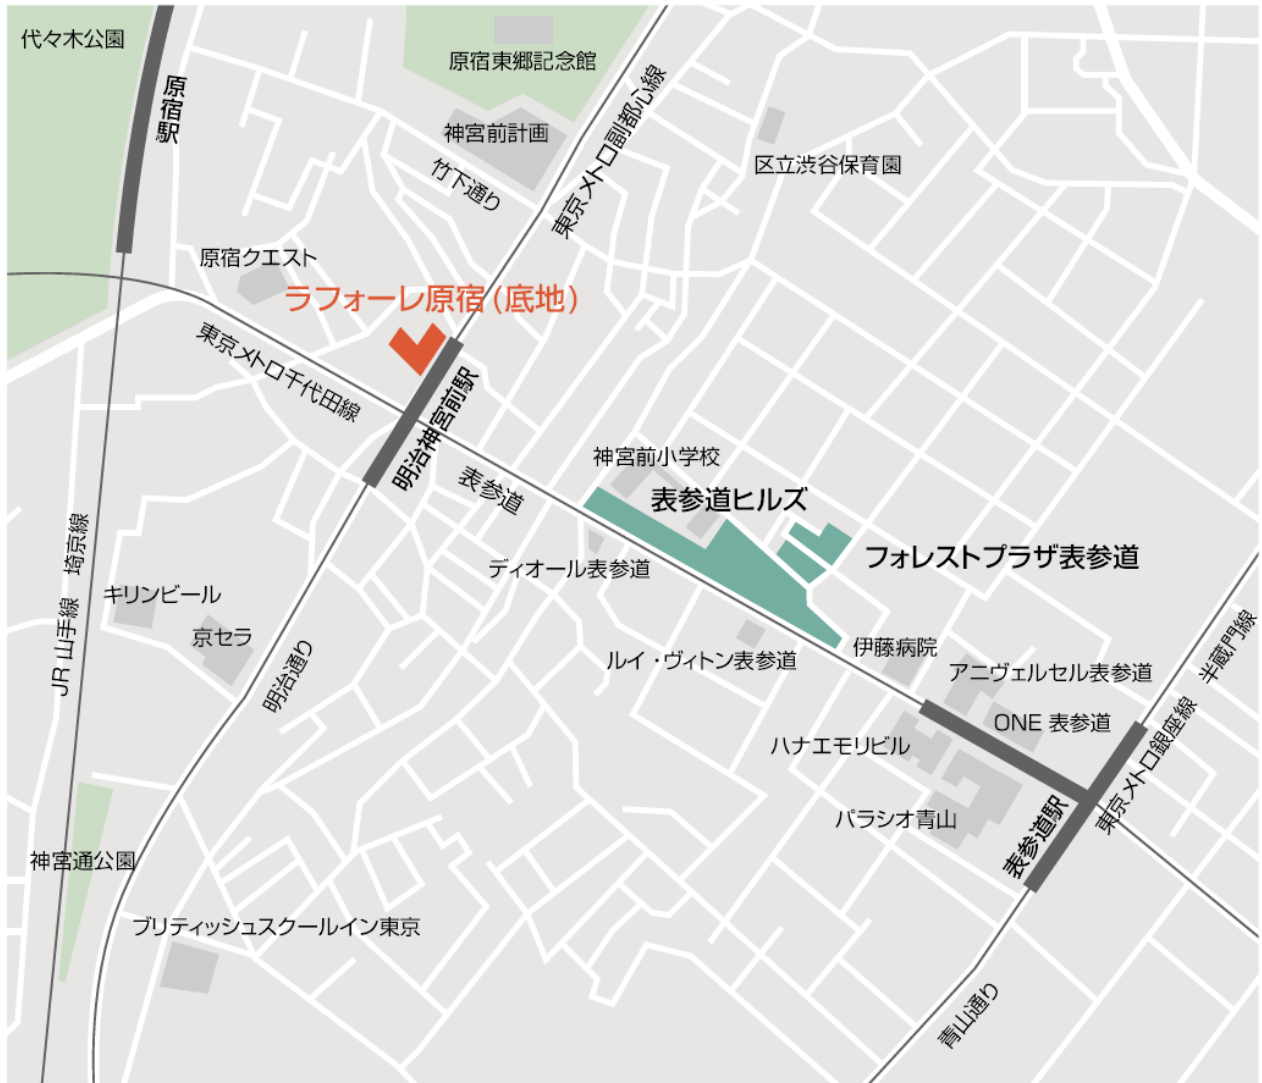 代々木公園
原宿駅
原宿東郷記念館
神宮前計画
竹下通り
東京メトロ副都心線
区立渋谷保育園
原宿クエスト
ラフォーレ原宿（底地）
東京メトロ千代田線
明治神宮前駅
表参道
神宮前小学校
表参道ヒルズ
フォレストプラザ表参道
ディオール表参道
JR 山手線 埼京線
キリンビール
京セラ
明治通り
ルイ・ヴィトン表参道
伊藤病院
アニヴェルセル表参道
ONE 表参道
ハナエモリビル
パラシオ青山
表参道駅
東京メトロ銀座線 半蔵門線
神宮通公園
ブリティッシュスクールイン東京
青山通り